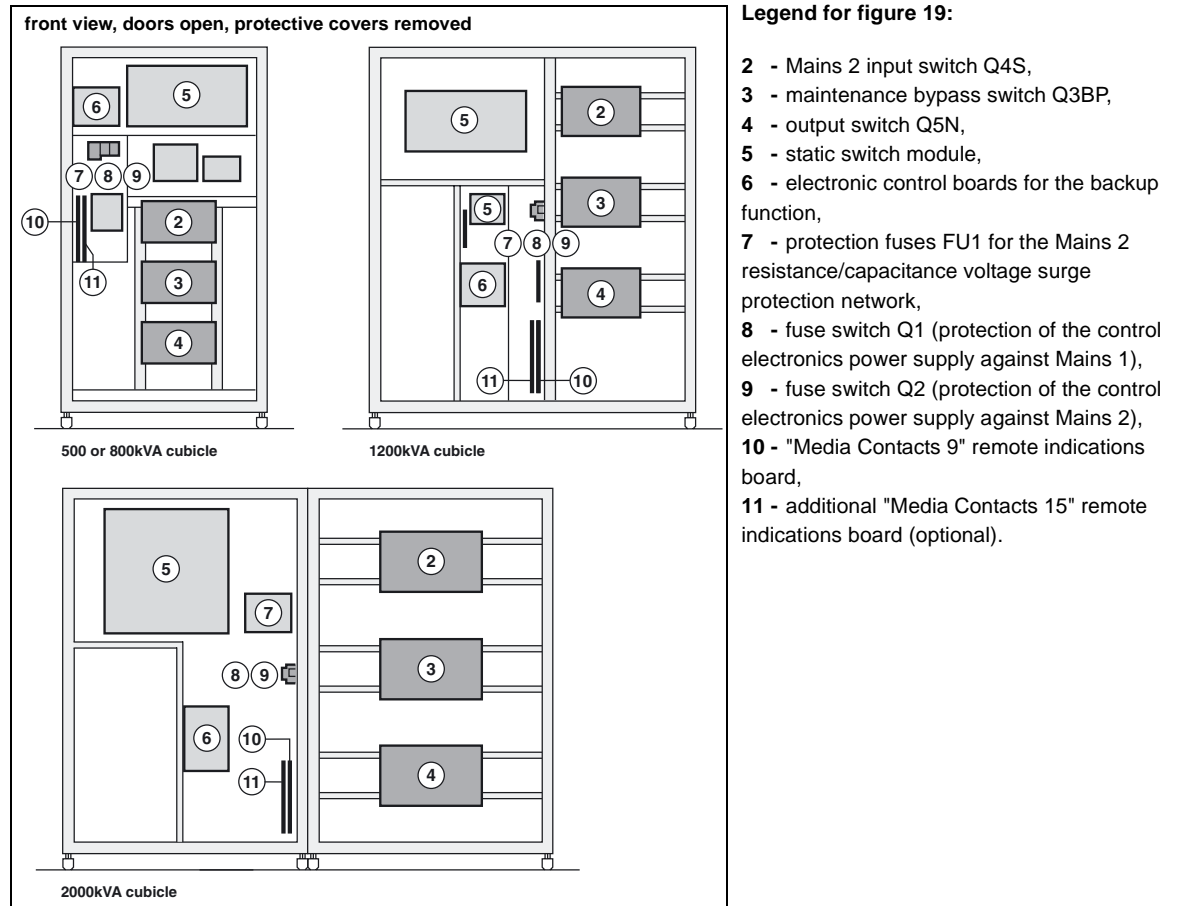 front view, doors open, protective covers removed
6
5
7 8 9
10
2
11
3
4
500 or 800kVA cubicle
5
2
5
3
7 8 9
6
4
11
10
1200kVA cubicle
5
2
7
3
8 9
6
10
11
4
2000kVA cubicle
Legend for figure 19:
2 - Mains 2 input switch Q4S,
3 - maintenance bypass switch Q3BP,
4 - output switch Q5N,
5 - static switch module,
6 - electronic control boards for the backup
function,
7 - protection fuses FU1 for the Mains 2
resistance/capacitance voltage surge
protection network,
8 - fuse switch Q1 (protection of the control
electronics power supply against Mains 1),
9 - fuse switch Q2 (protection of the control
electronics power supply against Mains 2),
10 - "Media Contacts 9" remote indications
board,
11 - additional "Media Contacts 15" remote
indications board (optional).